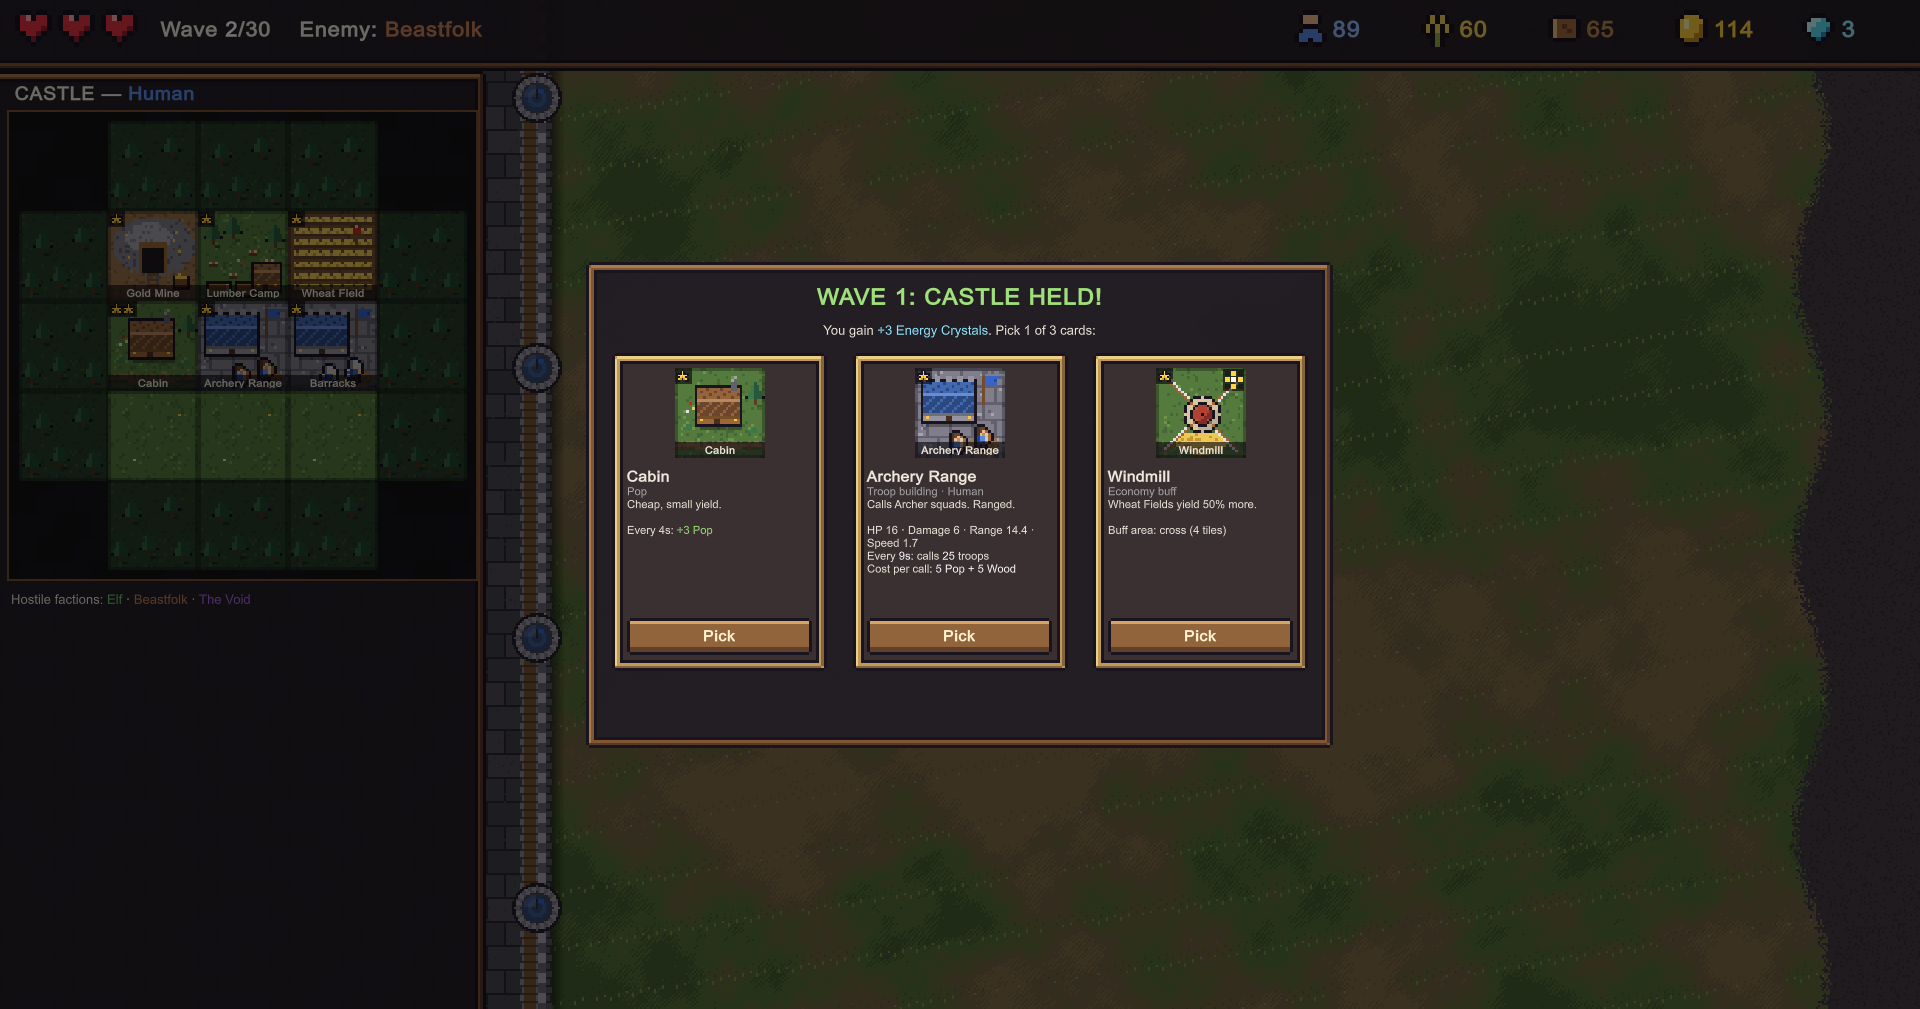 Wave 2/30 Enemy: Beastfolk 89 60 65 114 3
CASTLE — Human
Gold Mine Lumber Camp Wheat Field
Cabin Archery Range Barracks
Hostile factions: Elf · Beastfolk · The Void
WAVE 1: CASTLE HELD!
You gain +3 Energy Crystals. Pick 1 of 3 cards:
Cabin
Cabin
Pop
Cheap, small yield.
Every 4s: +3 Pop
Pick
Archery Range
Archery Range
Troop building · Human
Calls Archer squads. Ranged.
HP 16 · Damage 6 · Range 14.4 ·
Speed 1.7
Every 9s: calls 25 troops
Cost per call: 5 Pop + 5 Wood
Pick
Windmill
Windmill
Economy buff
Wheat Fields yield 50% more.
Buff area: cross (4 tiles)
Pick